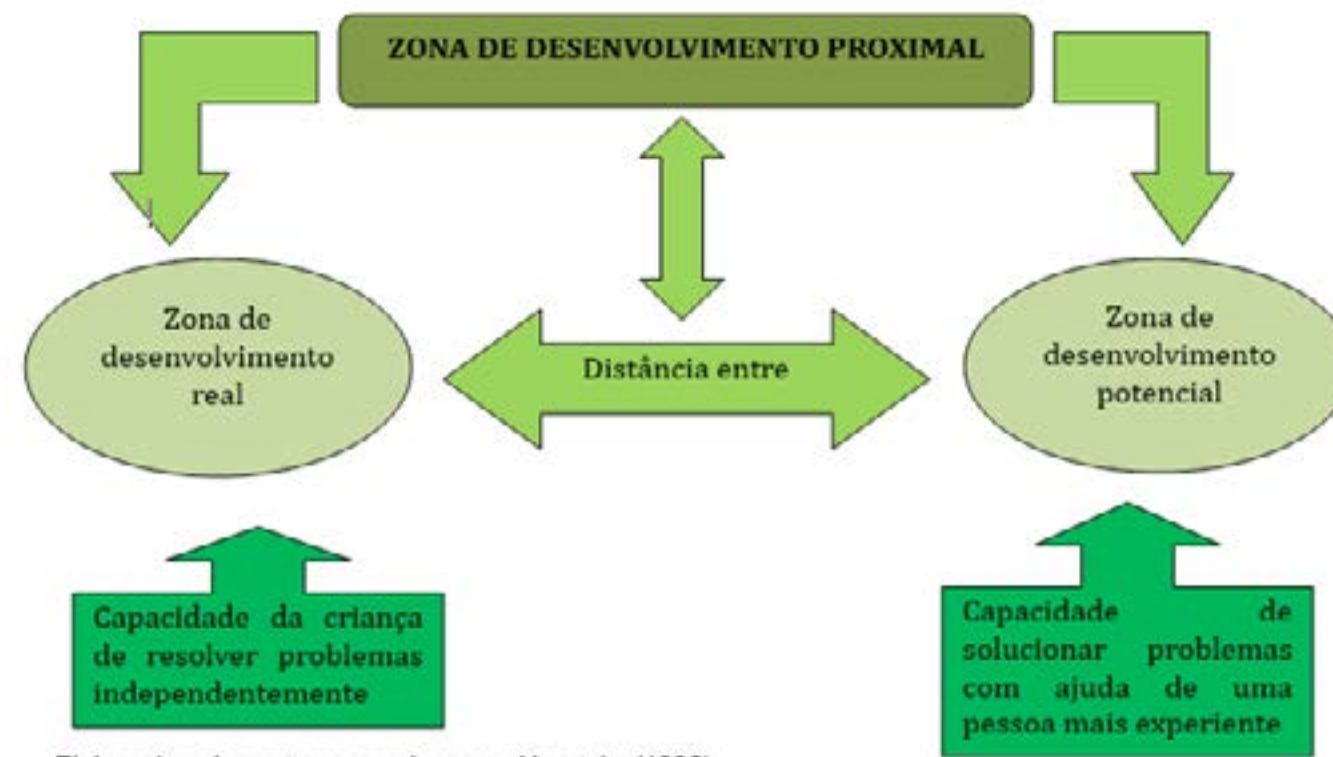 ZONA DE DESENVOLVIMENTO PROXIMAL
Zona de
desenvolvimento
real
Distância entre
Zona de
desenvolvimento
potencial
Capacidade da criança
de resolver problemas
independentemente
Capacidade de
solucionar problemas
com ajuda de uma
pessoa mais experiente